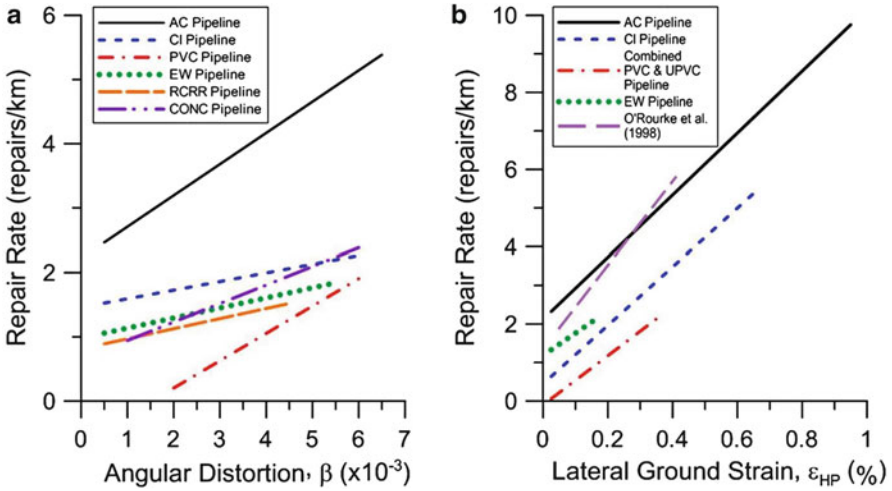 a
Repair Rate (repairs/km)
6
4
2
0
AC Pipeline
CI Pipeline
PVC Pipeline
EW Pipeline
RCRR Pipeline
CONC Pipeline
0 1 2 3 4 5 6 7
Angular Distortion, β (x10⁻³)
b
Repair Rate (repairs/km)
10
8
6
4
2
0
AC Pipeline
CI Pipeline
Combined
PVC & UPVC
Pipeline
EW Pipeline
O'Rourke et al.
(1998)
0 0.2 0.4 0.6 0.8 1
Lateral Ground Strain, εHP (%)